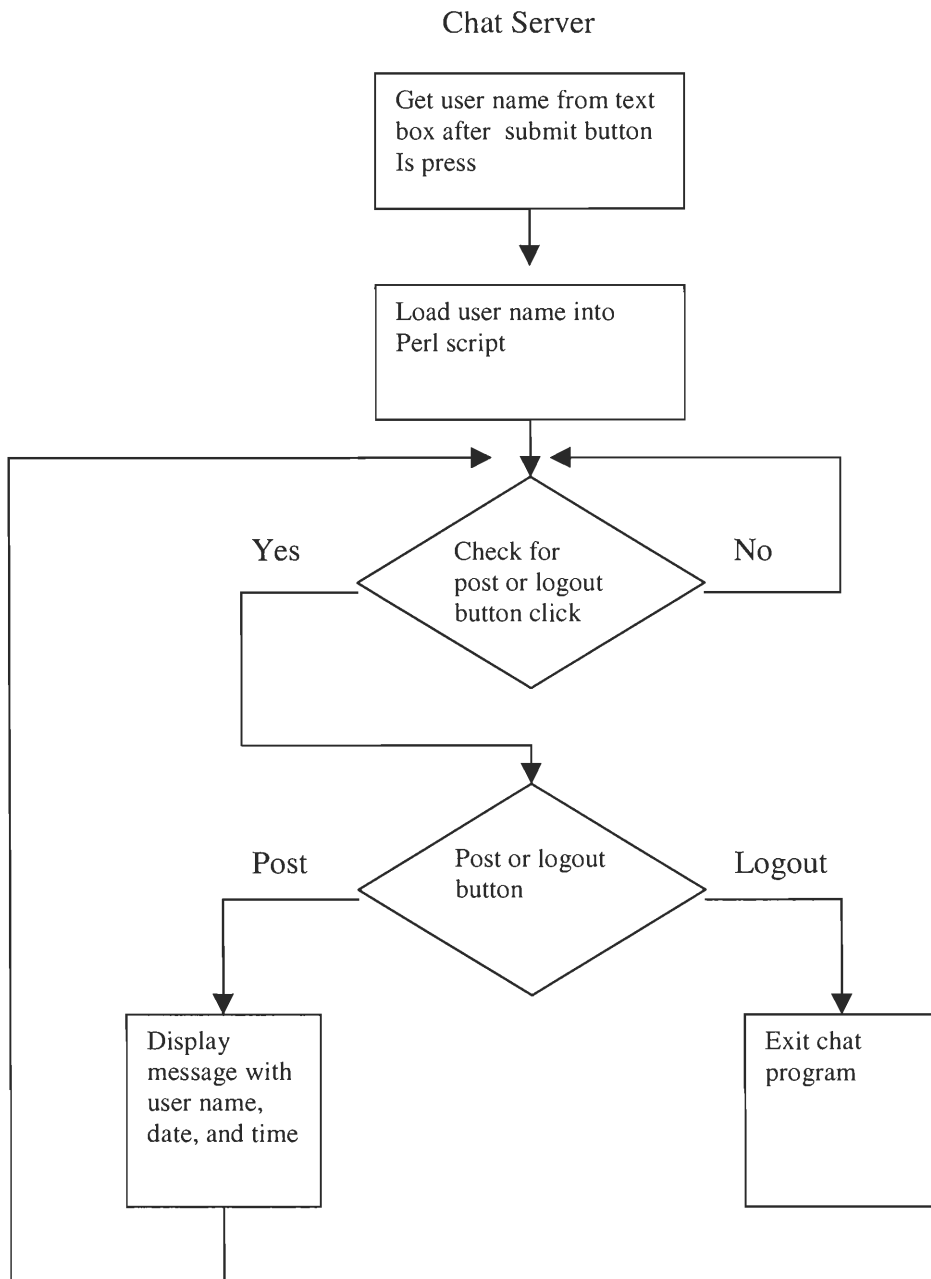 Chat Server
Get user name from text
box after submit button
Is press
Load user name into
Perl script
Yes
Check for
post or logout
button click
No
Post
Post or logout
button
Logout
Display
message with
user name,
date, and time
Exit chat
program